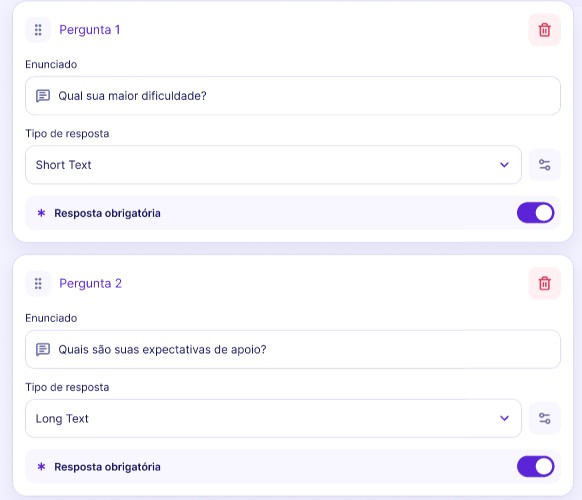 Pergunta 1
Enunciado
Qual sua maior dificuldade?
Tipo de resposta
Short Text
* Resposta obrigatória
Pergunta 2
Enunciado
Quais são suas expectativas de apoio?
Tipo de resposta
Long Text
* Resposta obrigatória